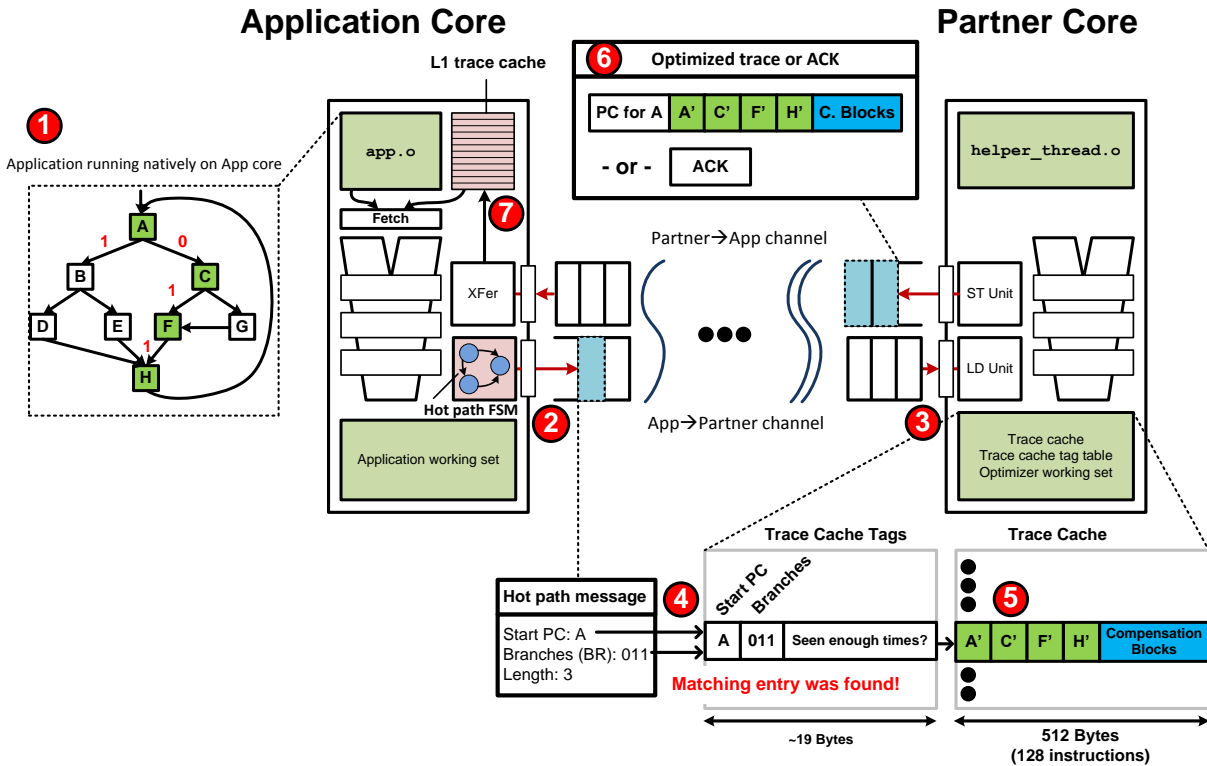 Application Core
Partner Core
L1 trace cache
6
Optimized trace or ACK
PC for A
A’
C’
F’
H’
C. Blocks
- or -
ACK
1
Application running natively on App core
A
1
0
B
C
1
D
E
F
G
1
H
app.o
Fetch
7
XFer
Hot path FSM
2
Application working set
Partner→App channel
App→Partner channel
helper_thread.o
ST Unit
LD Unit
3
Trace cache
Trace cache tag table
Optimizer working set
Hot path message
Start PC: A
Branches (BR): 011
Length: 3
4
Trace Cache Tags
Start PC
Branches
A
011
Seen enough times?
Matching entry was found!
~19 Bytes
Trace Cache
5
A’
C’
F’
H’
Compensation
Blocks
512 Bytes
(128 instructions)